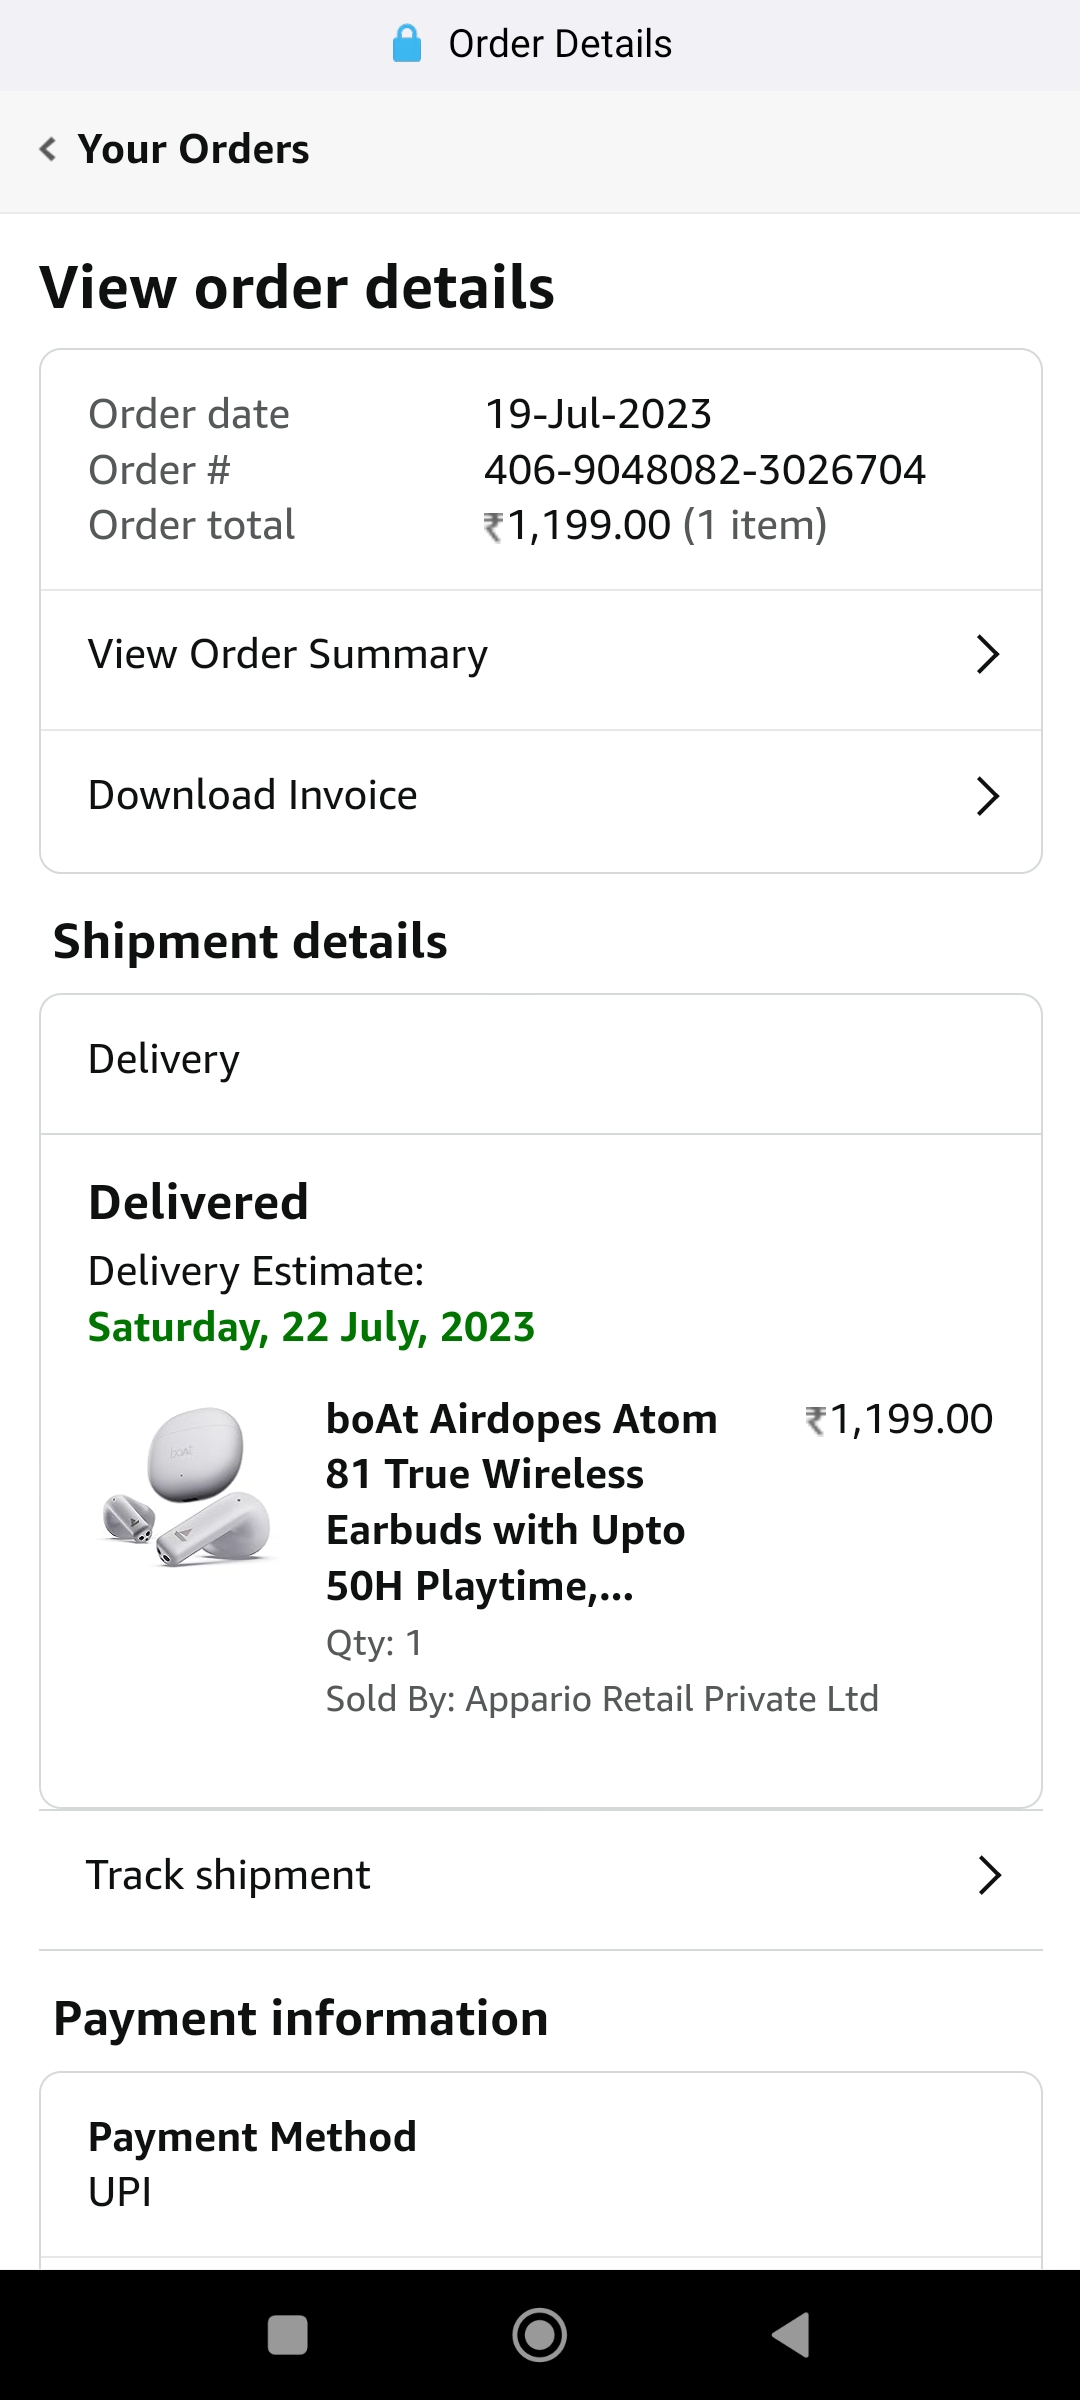 Order Details
Your Orders
View order details
Order date 19-Jul-2023
Order # 406-9048082-3026704
Order total ₹1,199.00 (1 item)
View Order Summary
Download Invoice
Shipment details
Delivery
Delivered
Delivery Estimate:
Saturday, 22 July, 2023
boAt
boAt Airdopes Atom ₹1,199.00
81 True Wireless
Earbuds with Upto
50H Playtime,...
Qty: 1
Sold By: Appario Retail Private Ltd
Track shipment
Payment information
Payment Method
UPI